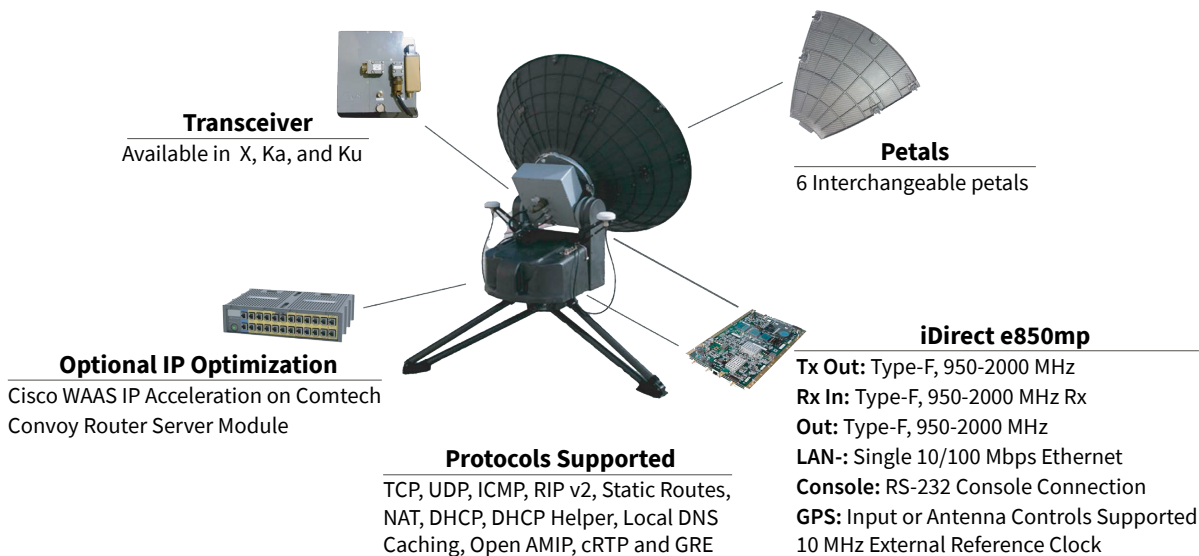 Transceiver
Available in X, Ka, and Ku
Petals
6 Interchangeable petals
Optional IP Optimization
Cisco WAAS IP Acceleration on Comtech
Convoy Router Server Module
Protocols Supported
TCP, UDP, ICMP, RIP v2, Static Routes,
NAT, DHCP, DHCP Helper, Local DNS
Caching, Open AMIP, cRTP and GRE
iDirect e850mp
Tx Out: Type-F, 950-2000 MHz
Rx In: Type-F, 950-2000 MHz Rx
Out: Type-F, 950-2000 MHz
LAN-: Single 10/100 Mbps Ethernet
Console: RS-232 Console Connection
GPS: Input or Antenna Controls Supported
10 MHz External Reference Clock